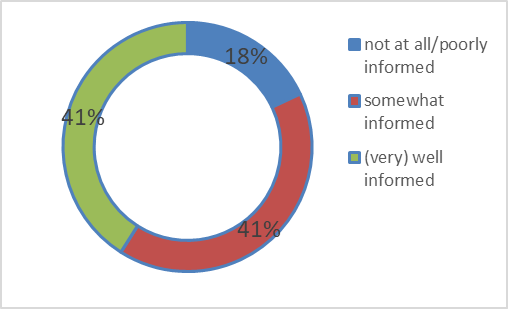 18%
41%
41%
not at all/poorly
informed
somewhat
informed
(very) well
informed